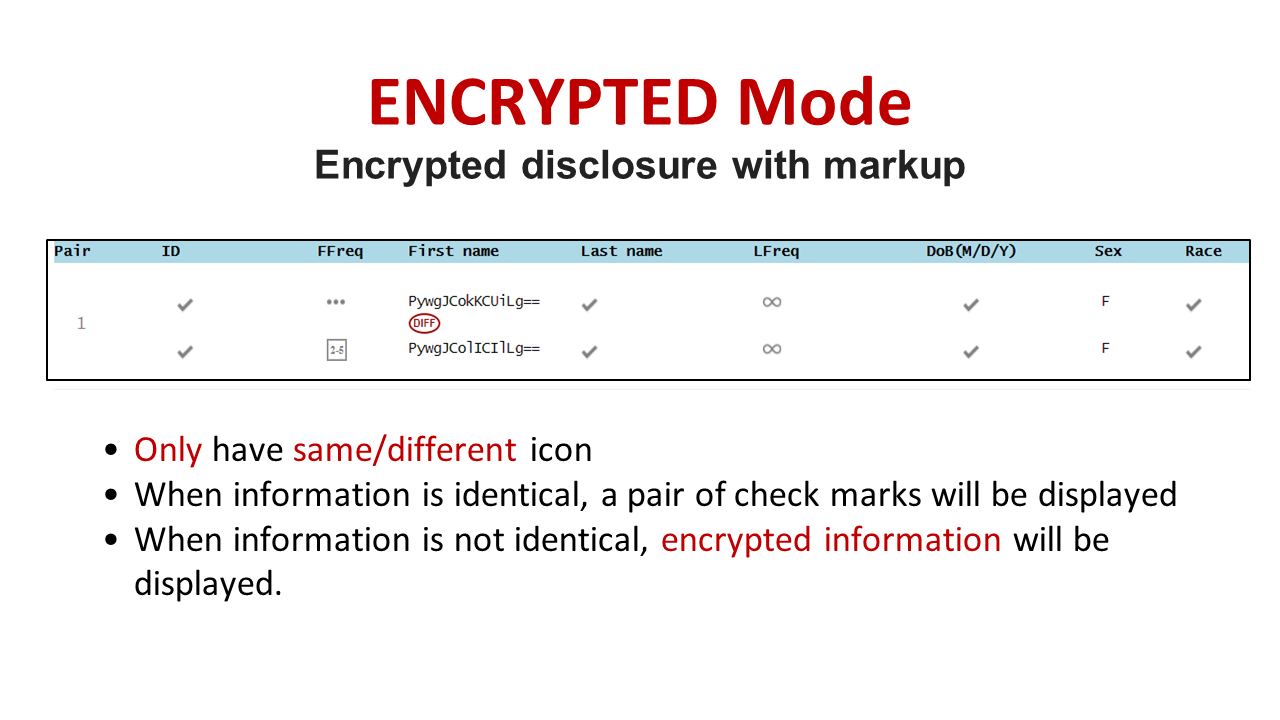 ENCRYPTED Mode
Encrypted disclosure with markup
Pair ID FFreq First name Last name LFreq DoB(M/D/Y) Sex Race
✔ ••• PywgJCokKCUiLg== ✔ ∞ ✔ F ✔
1 DIFF
✔ 2-5 PywgJColICIlLg== ✔ ∞ ✔ F ✔
• Only have same/different icon
• When information is identical, a pair of check marks will be displayed
• When information is not identical, encrypted information will be
displayed.